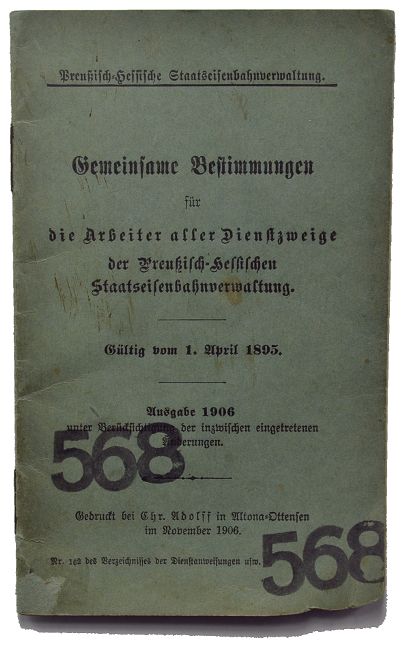 Preußisch-Hessische Staatseisenbahnverwaltung.
Gemeinsame Bestimmungen
für
die Arbeiter aller Dienstzweige
der Preußisch-Hessischen
Staatseisenbahnverwaltung.
Gültig vom 1. April 1895.
Ausgabe 1906
unter Berücksichtigung der inzwischen eingetretenen
Änderungen.
568
Gedruckt bei Chr. Adolff in Altona-Ottensen
im November 1906.
Nr. 162 des Verzeichnisses der Dienstanweisungen usw.
568